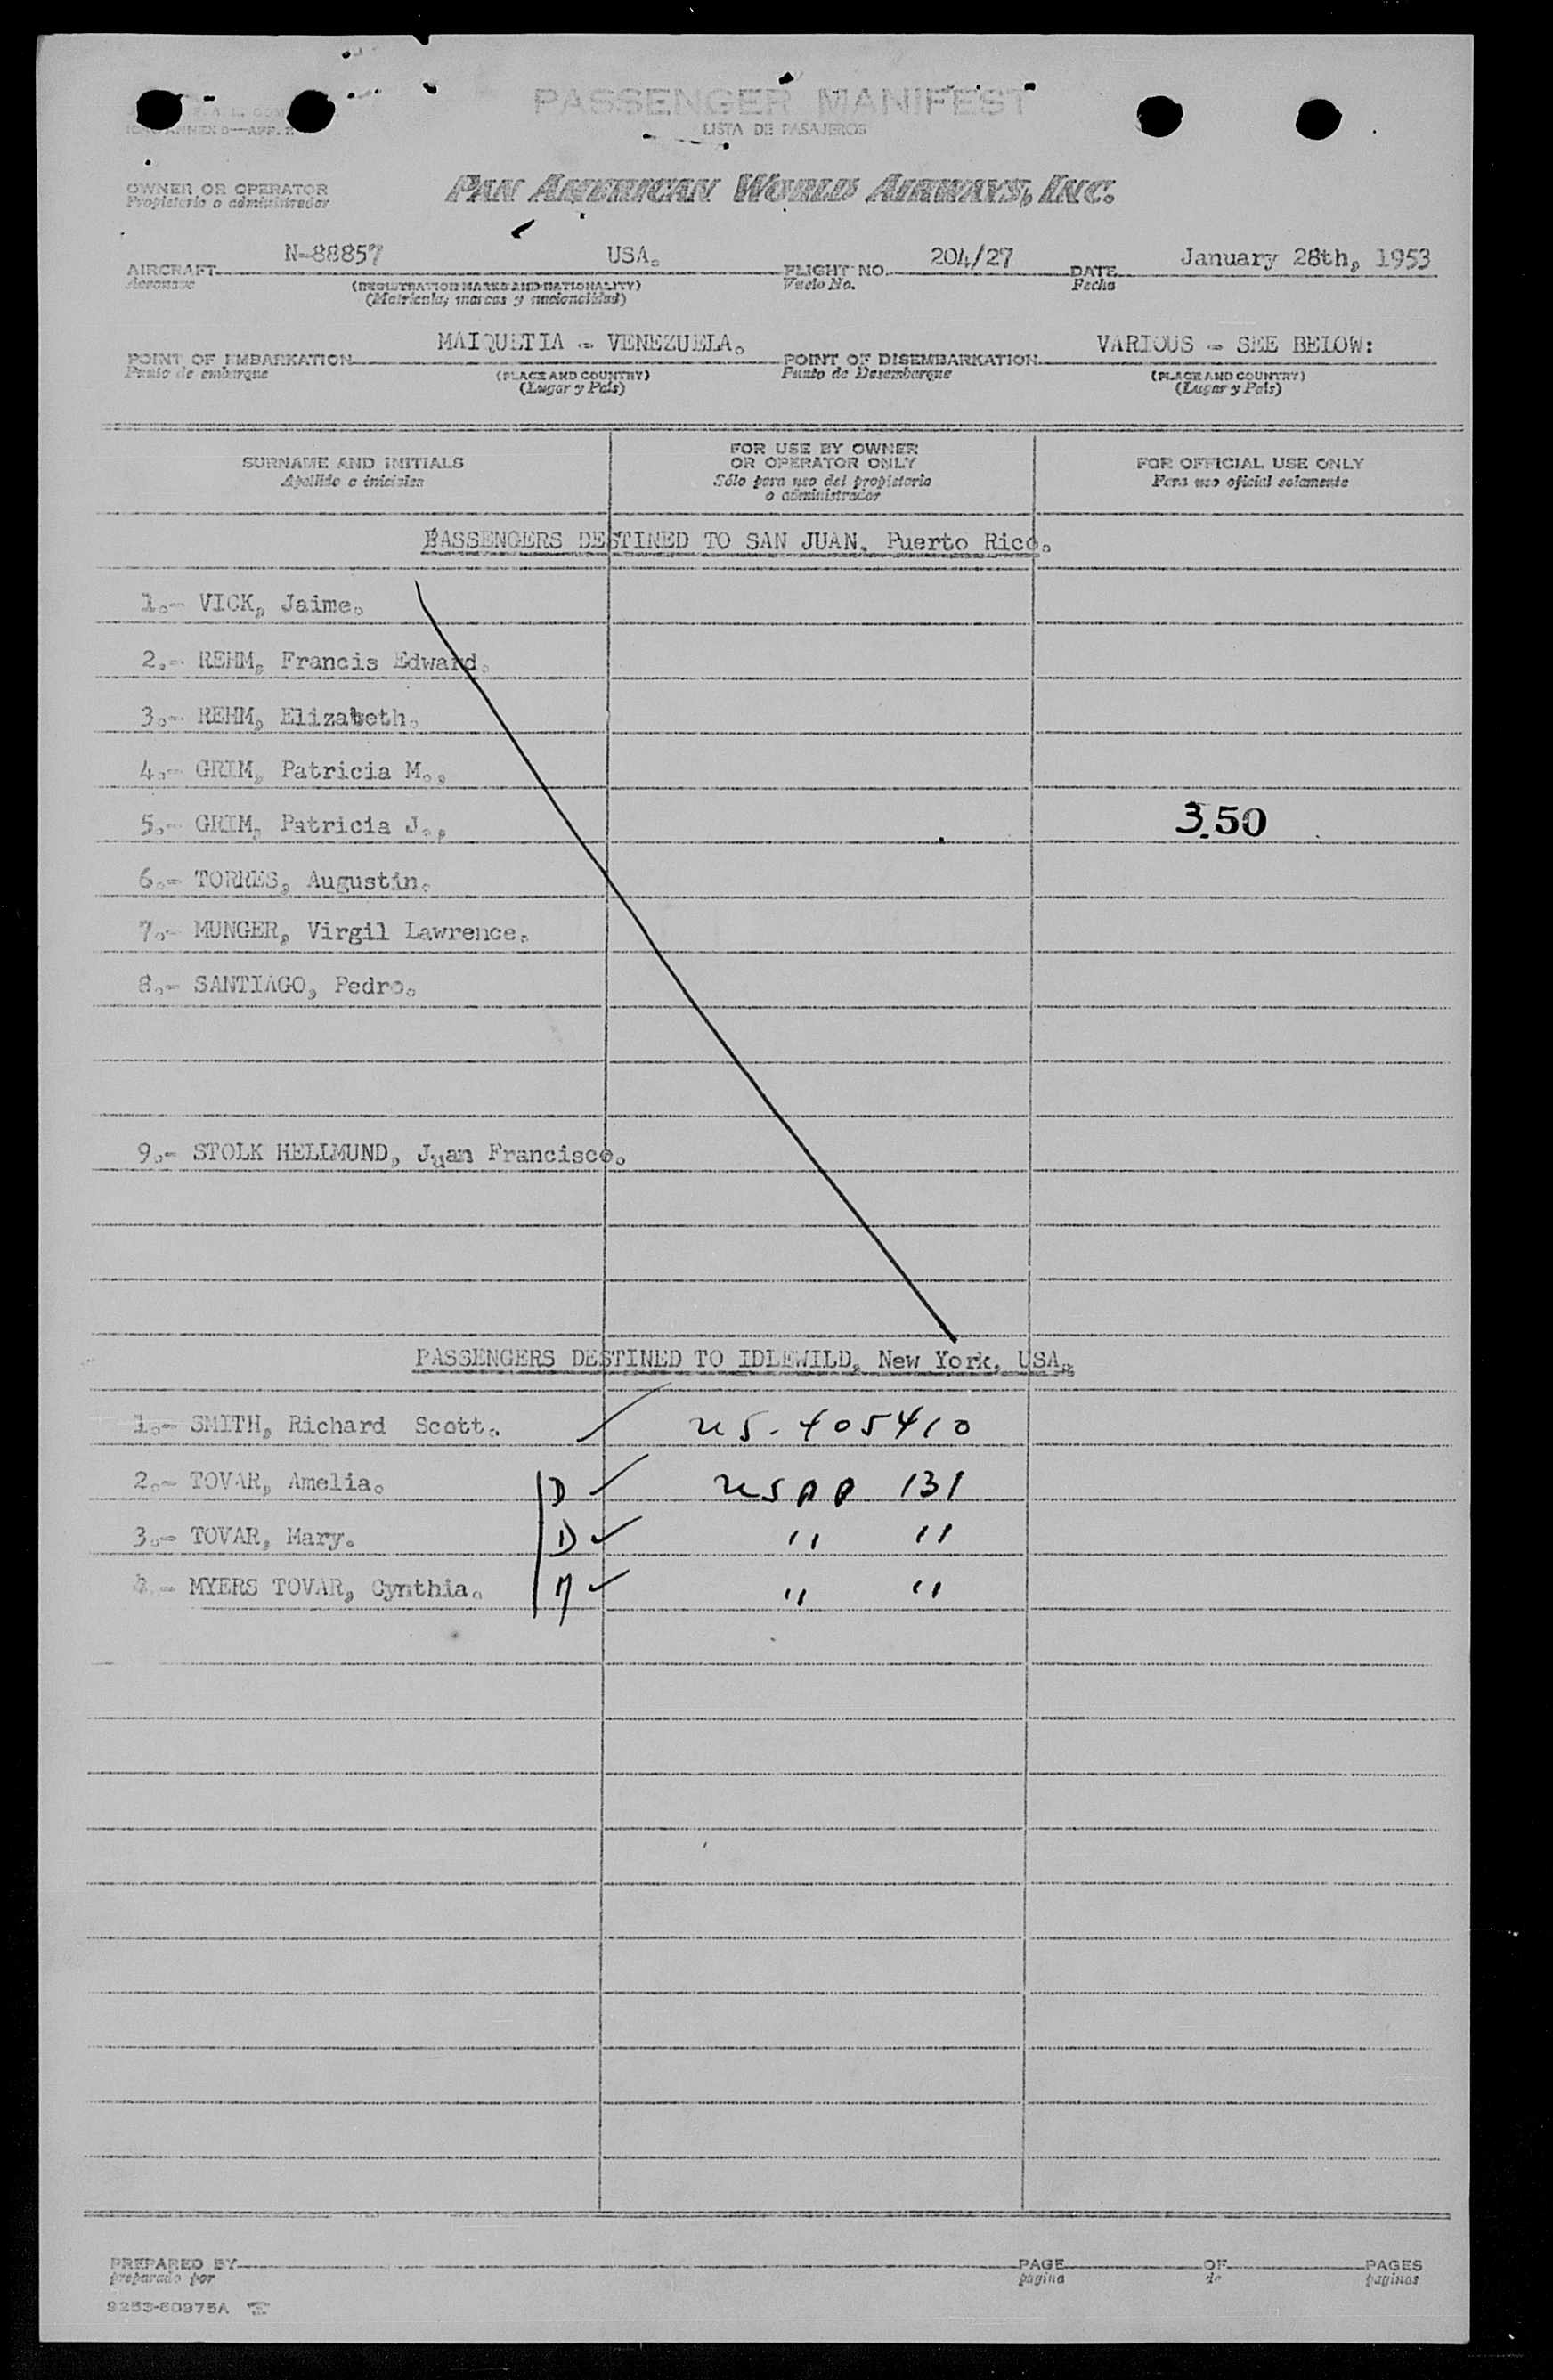 PASSENGER MANIFEST
ANNEX 9—APP.
LISTA DE PASAJEROS
OWNER OR OPERATOR
Propietario o administrador
PAN AMERICAN WORLD AIRWAYS, INC.
AIRCRAFT N-88857 USA. FLIGHT NO. 204/27 DATE January 28th, 1953
Aeronave (REGISTRATION MARKS AND NATIONALITY) Vuelo No. Fecha
(Matricula, marcas y nacionalidad)
POINT OF EMBARKATION MAIQUETIA - VENEZUELA. POINT OF DISEMBARKATION VARIOUS - SEE BELOW:
Punto de embarque (PLACE AND COUNTRY) Punto de Desembarque (PLACE AND COUNTRY)
(Lugar y País) (Lugar y País)
SURNAME AND INITIALS
Apellido e iniciales
FOR USE BY OWNER
OR OPERATOR ONLY
Sólo para uso del propietario
o administrador
FOR OFFICIAL USE ONLY
Para uso oficial solamente
PASSENGERS DESTINED TO SAN JUAN, Puerto Rico.
1.- VICK, Jaime.
2.- REHM, Francis Edward.
3.- REHM, Elizabeth.
4.- GRIM, Patricia M.,
5.- GRIM, Patricia J., 350
6.- TORRES, Augustin.
7.- MUNGER, Virgil Lawrence.
8.- SANTIAGO, Pedro.
9.- STOLK HELLMUND, Juan Francisco.
PASSENGERS DESTINED TO IDLEWILD, New York, USA.
1.- SMITH, Richard Scott. ✓ US-405410
2.- TOVAR, Amelia. D ✓ USPP 131
3.- TOVAR, Mary. D ✓ " "
4.- MYERS TOVAR, Cynthia. ✓ " "
PREPARED BY PAGE OF PAGES
preparado por página de páginas
9253-60975A